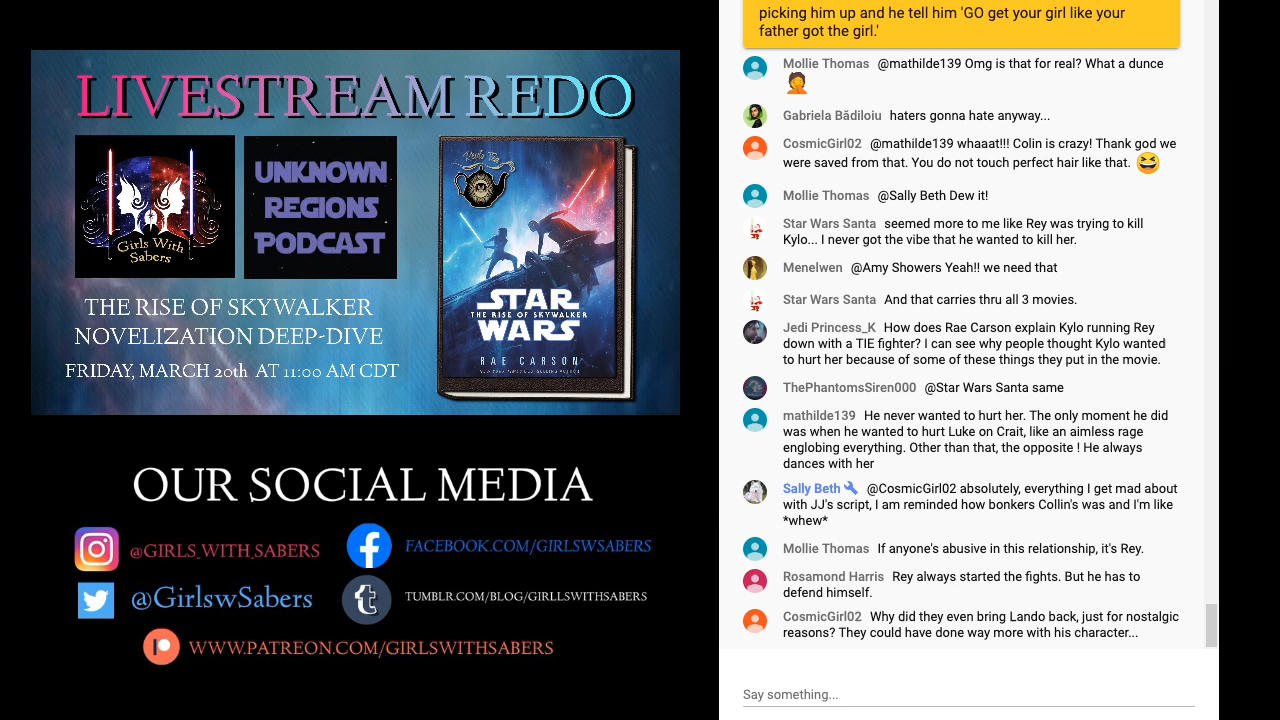 LIVESTREAM REDO
Girls With
Sabers
UNKNOWN
REGIONS
PODCAST
THE RISE OF SKYWALKER
NOVELIZATION DEEP-DIVE
FRIDAY, MARCH 20th AT 11:00 AM CDT
STAR
THE RISE OF SKYWALKER
WARS
RAE CARSON
OUR SOCIAL MEDIA
@GIRLS_WITH_SABERS
FACEBOOK.COM/GIRLSWSABERS
@GirlswSabers
TUMBLR.COM/BLOG/GIRLLSWITHSABERS
WWW.PATREON.COM/GIRLSWITHSABERS
picking him up and he tell him 'GO get your girl like your
father got the girl.'
Mollie Thomas @mathilde139 Omg is that for real? What a dunce
🤦
Gabriela Bădiloiu haters gonna hate anyway...
CosmicGirl02 @mathilde139 whaaat!!! Colin is crazy! Thank god we
were saved from that. You do not touch perfect hair like that. 😆
Mollie Thomas @Sally Beth Dew it!
Star Wars Santa seemed more to me like Rey was trying to kill
Kylo... I never got the vibe that he wanted to kill her.
Menelwen @Amy Showers Yeah!! we need that
Star Wars Santa And that carries thru all 3 movies.
Jedi Princess_K How does Rae Carson explain Kylo running Rey
down with a TIE fighter? I can see why people thought Kylo wanted
to hurt her because of some of these things they put in the movie.
ThePhantomsSiren000 @Star Wars Santa same
mathilde139 He never wanted to hurt her. The only moment he did
was when he wanted to hurt Luke on Crait, like an aimless rage
englobing everything. Other than that, the opposite ! He always
dances with her
Sally Beth @CosmicGirl02 absolutely, everything I get mad about
with JJ's script, I am reminded how bonkers Collin's was and I'm like
*whew*
Mollie Thomas If anyone's abusive in this relationship, it's Rey.
Rosamond Harris Rey always started the fights. But he has to
defend himself.
CosmicGirl02 Why did they even bring Lando back, just for nostalgic
reasons? They could have done way more with his character...
Say something...